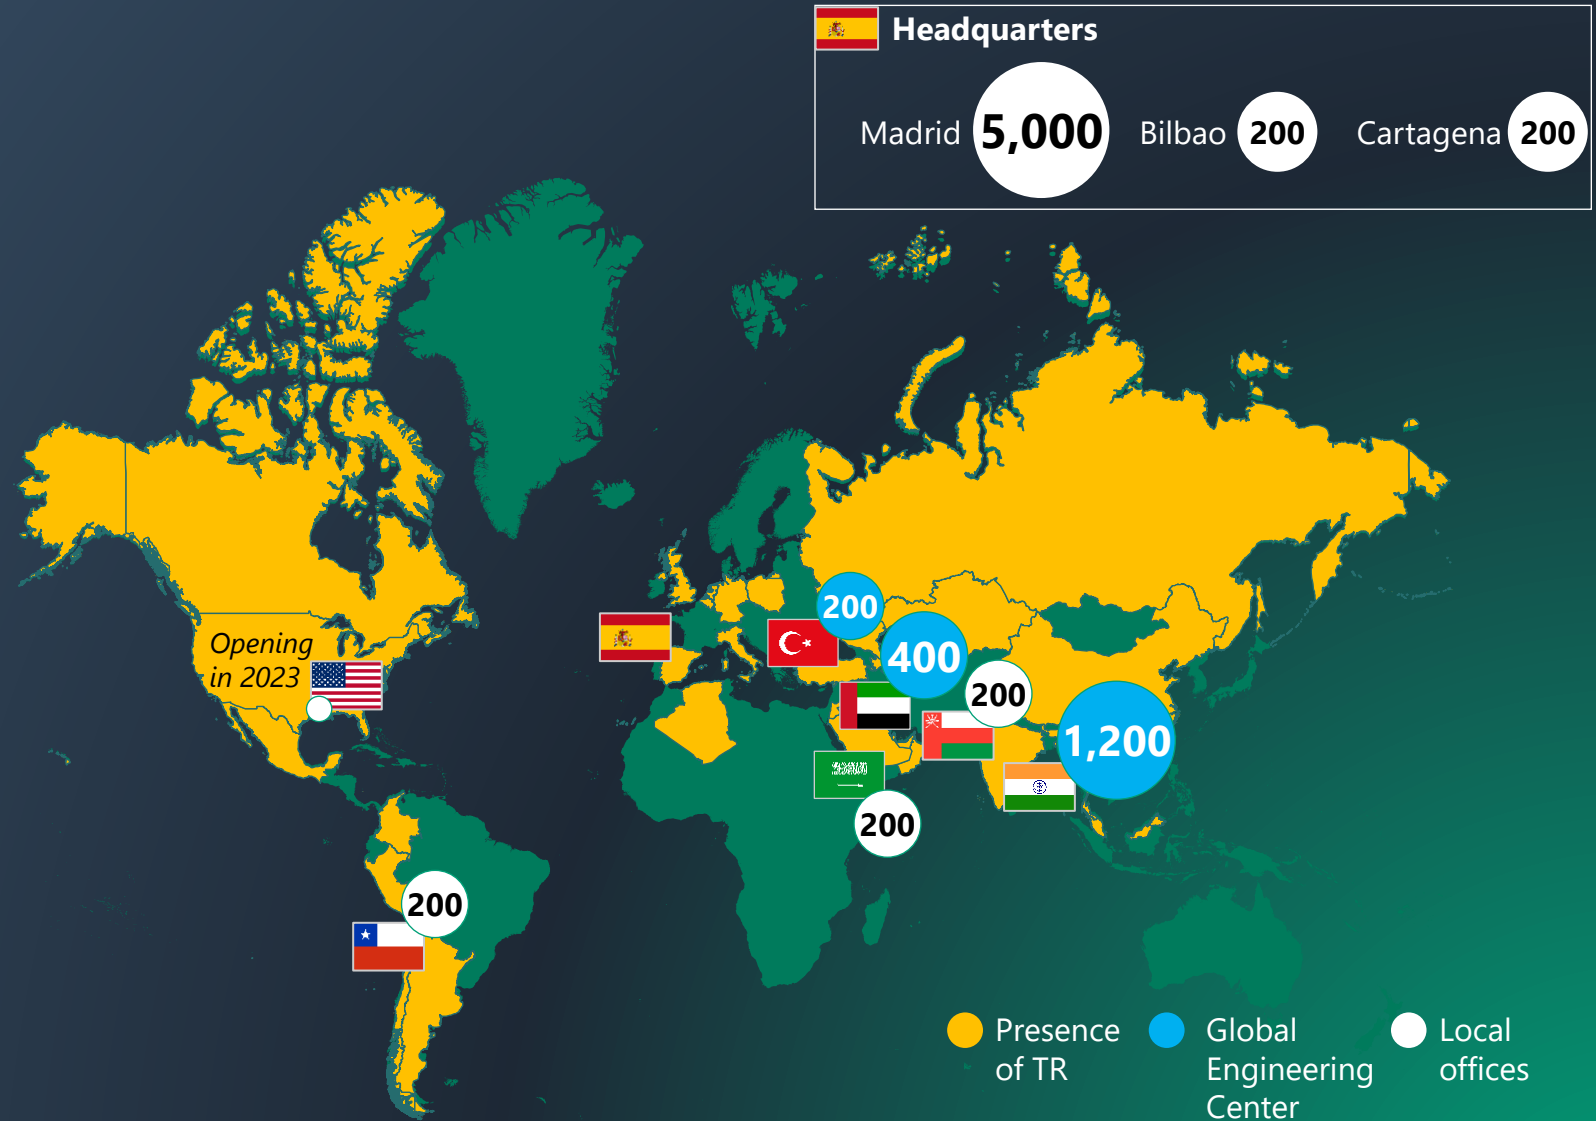 Headquarters
Madrid 5,000 Bilbao 200 Cartagena 200
Opening
in 2023
200
400
200
1,200
200
200
Presence
of TR
Global
Engineering
Center
Local
offices